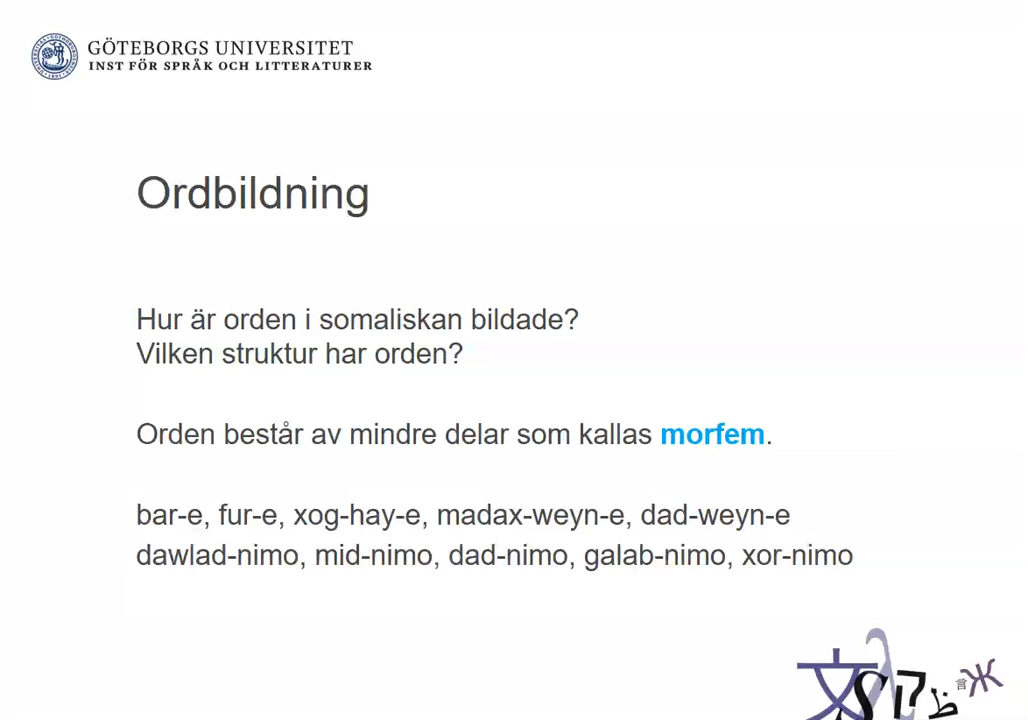 GÖTEBORGS UNIVERSITET
INST FÖR SPRÅK OCH LITTERATURER
Ordbildning
Hur är orden i somaliskan bildade?
Vilken struktur har orden?
Orden består av mindre delar som kallas morfem.
bar-e, fur-e, xog-hay-e, madax-weyn-e, dad-weyn-e
dawlad-nimo, mid-nimo, dad-nimo, galab-nimo, xor-nimo